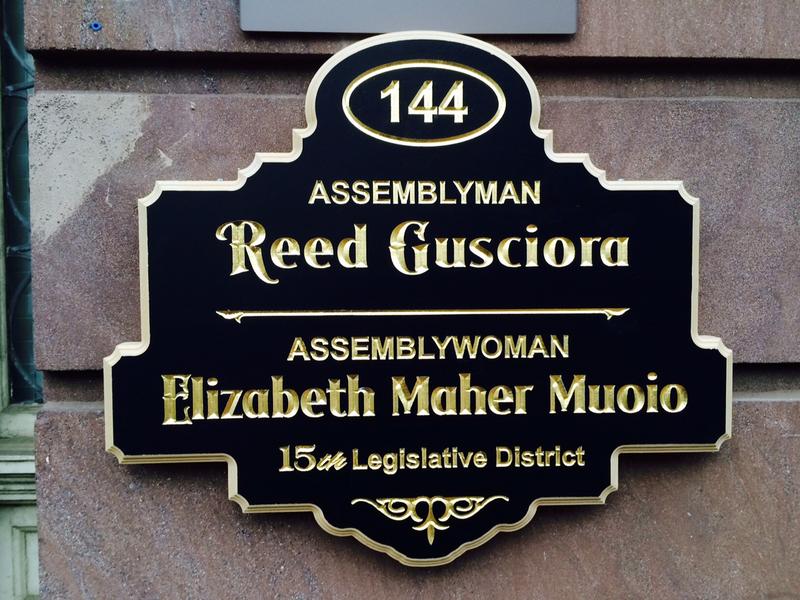 144
ASSEMBLYMAN
Reed Gusciora
ASSEMBLYWOMAN
Elizabeth Maher Muoio
15th Legislative District